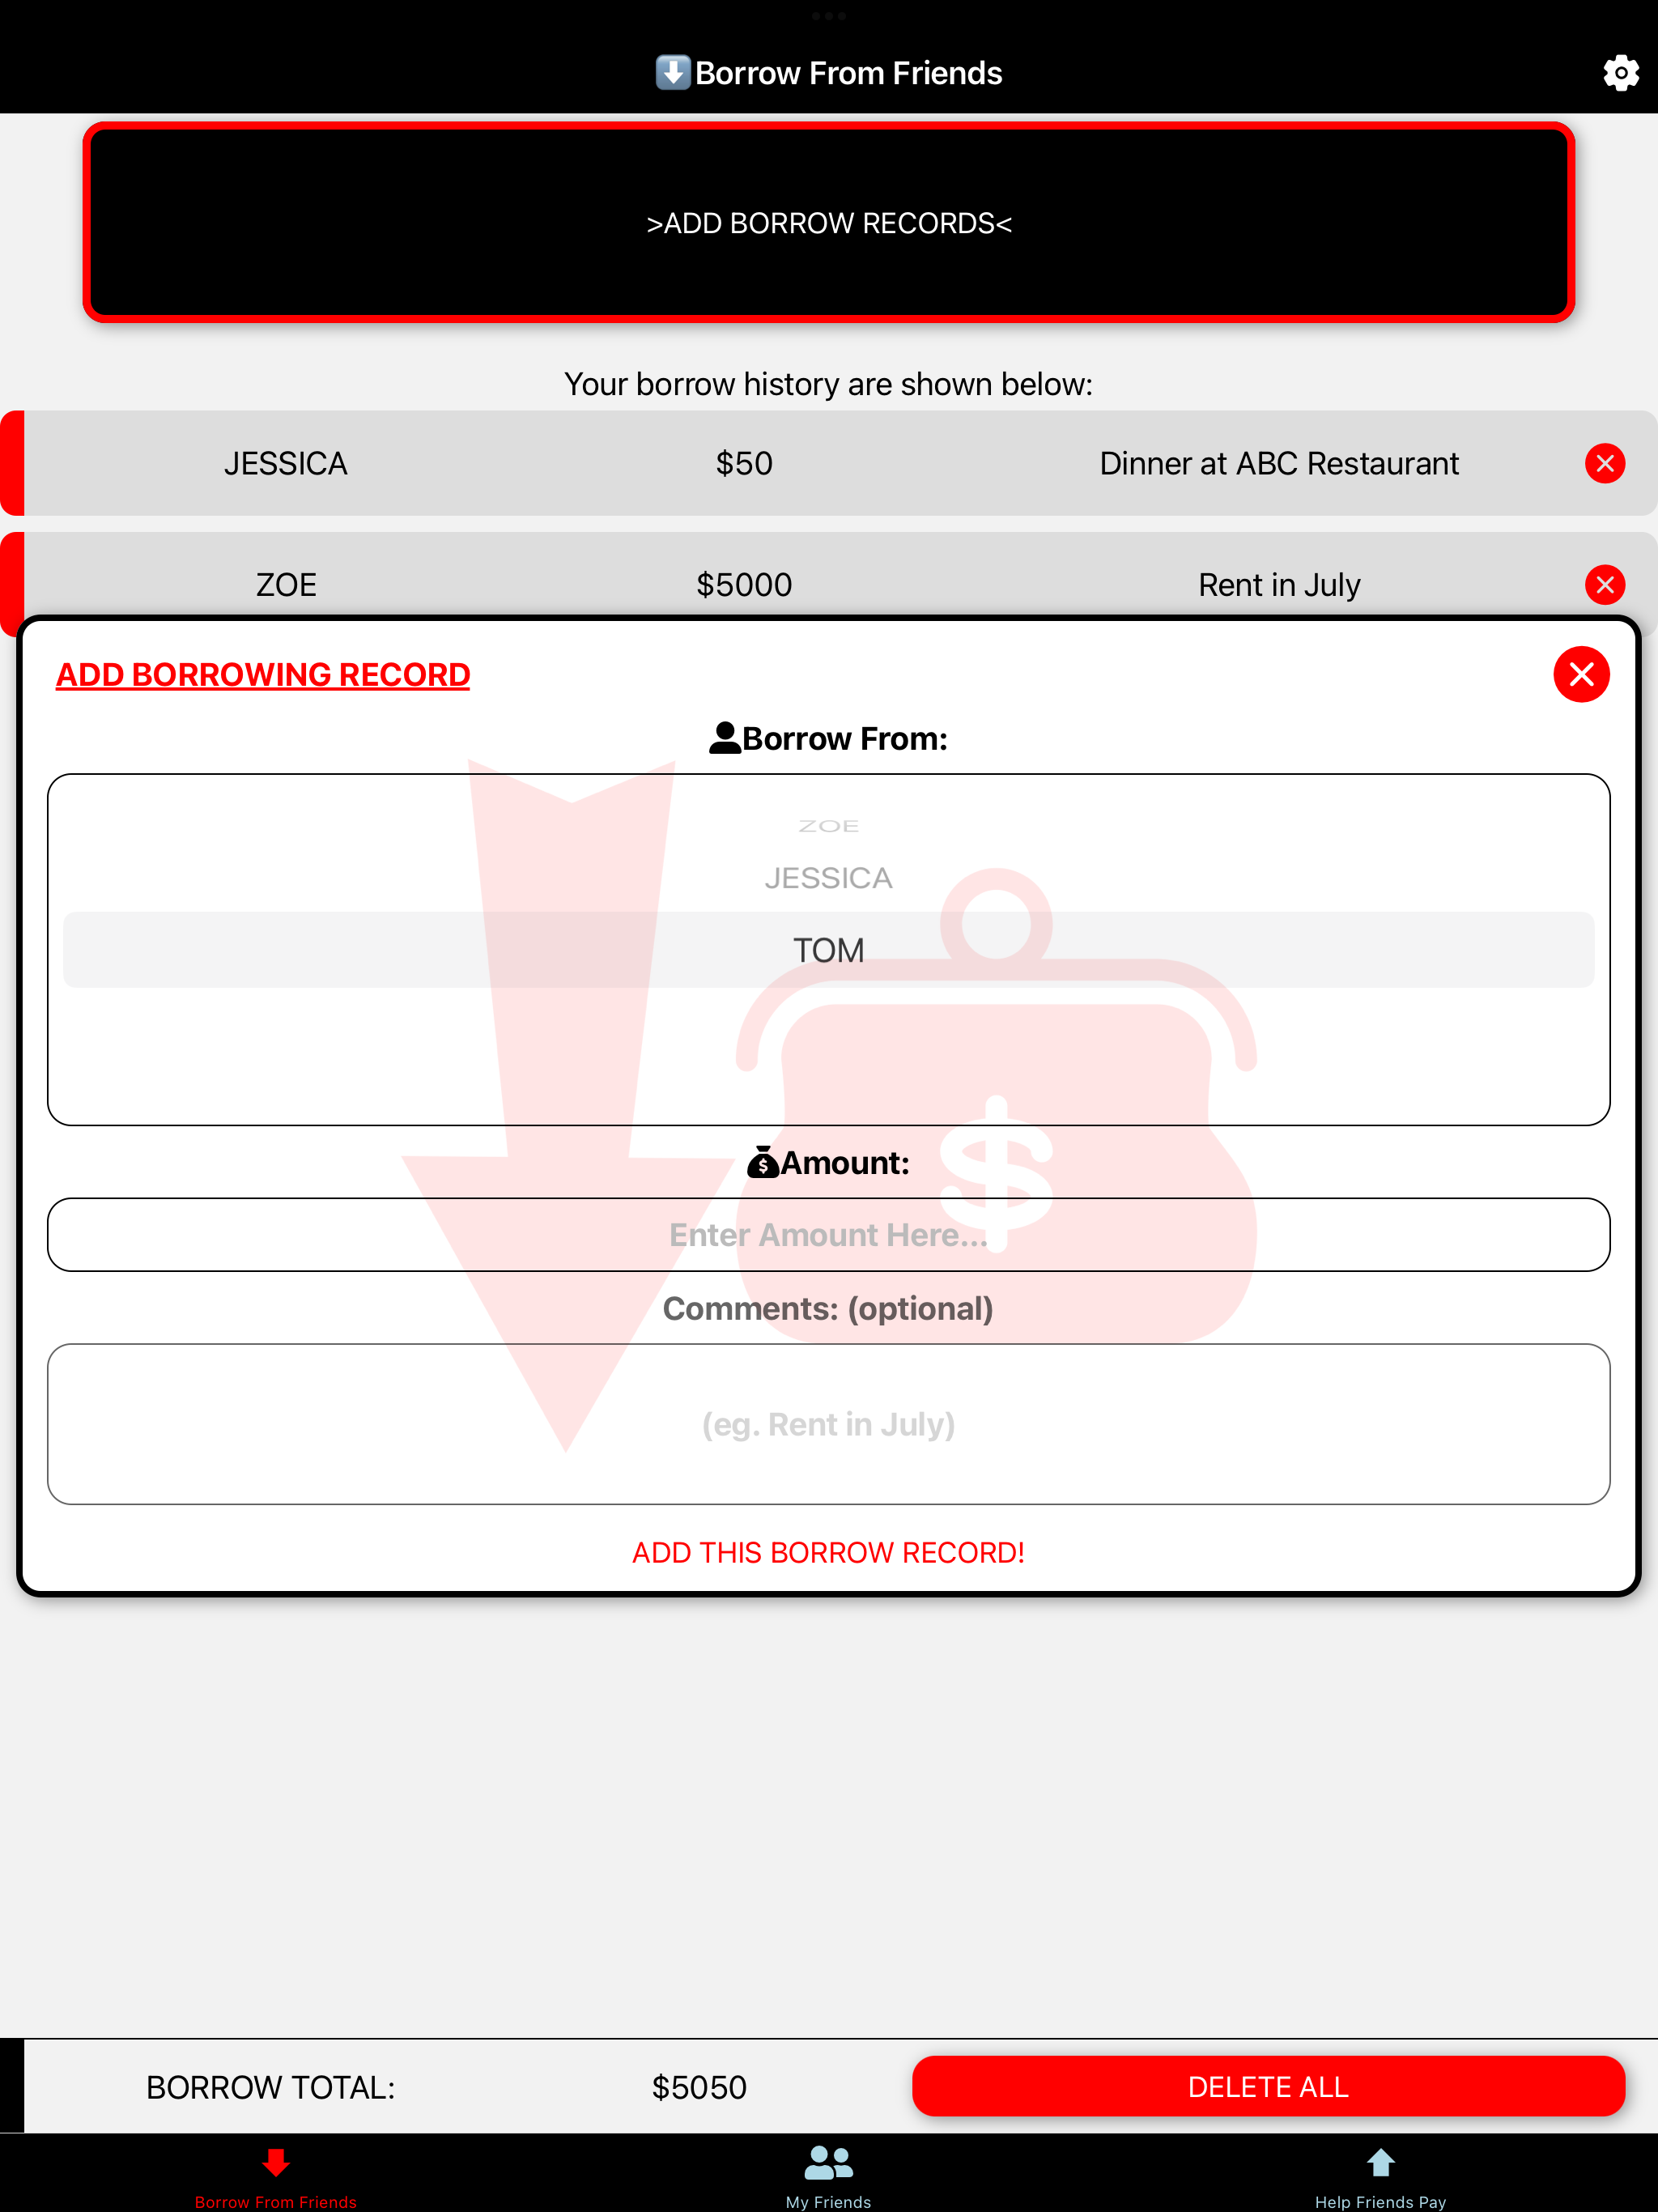 Borrow From Friends
>ADD BORROW RECORDS<
Your borrow history are shown below:
JESSICA $50 Dinner at ABC Restaurant
ZOE $5000 Rent in July
ADD BORROWING RECORD
Borrow From:
ZOE
JESSICA
TOM
$ Amount:
Enter Amount Here...
$
Comments: (optional)
(eg. Rent in July)
ADD THIS BORROW RECORD!
BORROW TOTAL: $5050 DELETE ALL
Borrow From Friends My Friends Help Friends Pay